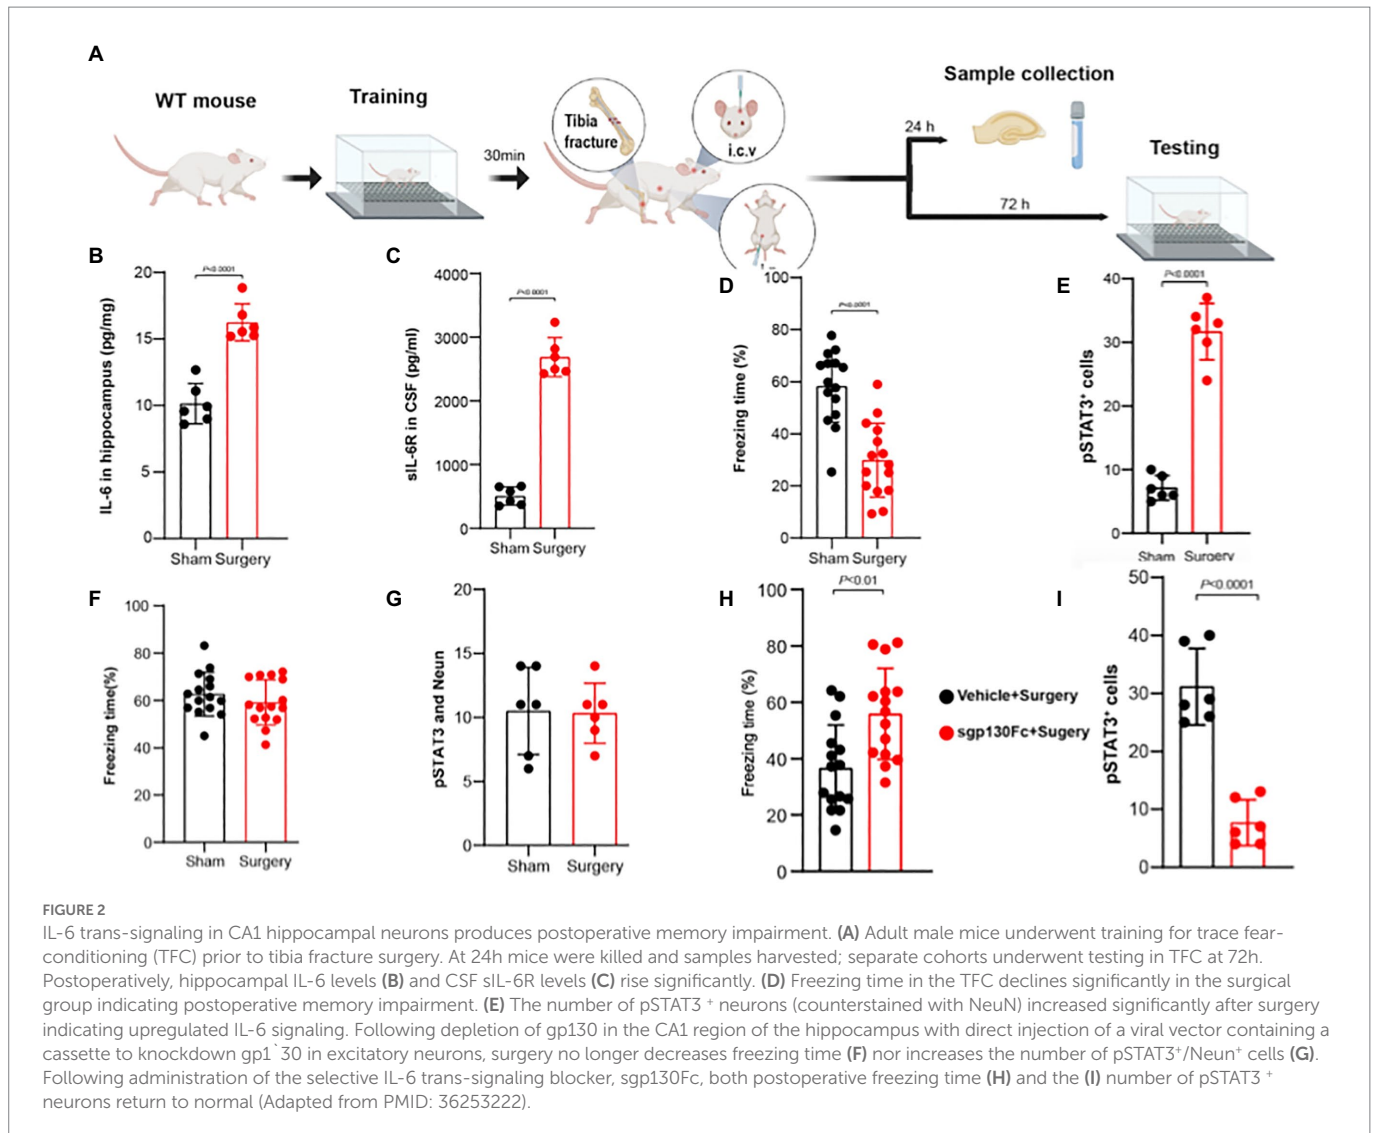 A
WT mouse
Training
30min
Tibia
fracture
i.c.v
Sample collection
24 h
72 h
Testing
B
IL-6 in hippocampus (pg/mg)
20
15
10
5
0
P<0.0001
Sham Surgery
C
sIL-6R in CSF (pg/ml)
4000
3000
2000
1000
0
P<0.0001
Sham Surgery
D
Freezing time (%)
100
80
60
40
20
0
P<0.0001
Sham Surgery
E
pSTAT3⁺ cells
40
30
20
10
0
P<0.0001
Sham Surgery
F
Freezing time(%)
100
80
60
40
20
0
Sham Surgery
G
pSTAT3 and Neun
20
15
10
5
0
Sham Surgery
H
Freezing time (%)
100
80
60
40
20
0
P<0.01
Vehicle+Surgery
sgp130Fc+Sugery
I
pSTAT3⁺ cells
50
40
30
20
10
0
P<0.0001
FIGURE 2
IL-6 trans-signaling in CA1 hippocampal neurons produces postoperative memory impairment. (A) Adult male mice underwent training for trace fear-
conditioning (TFC) prior to tibia fracture surgery. At 24h mice were killed and samples harvested; separate cohorts underwent testing in TFC at 72h.
Postoperatively, hippocampal IL-6 levels (B) and CSF sIL-6R levels (C) rise significantly. (D) Freezing time in the TFC declines significantly in the surgical
group indicating postoperative memory impairment. (E) The number of pSTAT3 ⁺ neurons (counterstained with NeuN) increased significantly after surgery
indicating upregulated IL-6 signaling. Following depletion of gp130 in the CA1 region of the hippocampus with direct injection of a viral vector containing a
cassette to knockdown gp1`30 in excitatory neurons, surgery no longer decreases freezing time (F) nor increases the number of pSTAT3⁺/Neun⁺ cells (G).
Following administration of the selective IL-6 trans-signaling blocker, sgp130Fc, both postoperative freezing time (H) and the (I) number of pSTAT3 ⁺
neurons return to normal (Adapted from PMID: 36253222).